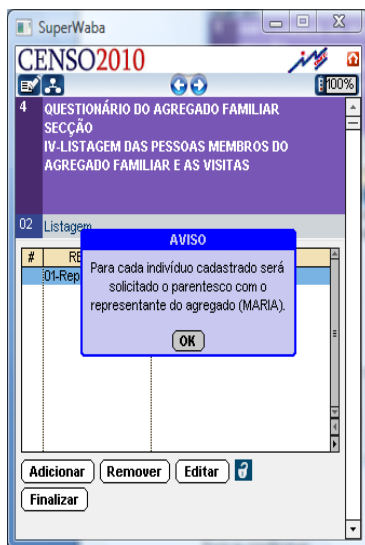 SuperWaba
CENSO2010
ine
100%
4 QUESTIONÁRIO DO AGREGADO FAMILIAR
SECÇÃO
IV-LISTAGEM DAS PESSOAS MEMBROS DO
AGREGADO FAMILIAR E AS VISITAS
02 Listagem
AVISO
# RE
01-Rep
Para cada indivíduo cadastrado será
solicitado o parentesco com o
representante do agregado (MARIA).
OK
Adicionar Remover Editar
Finalizar